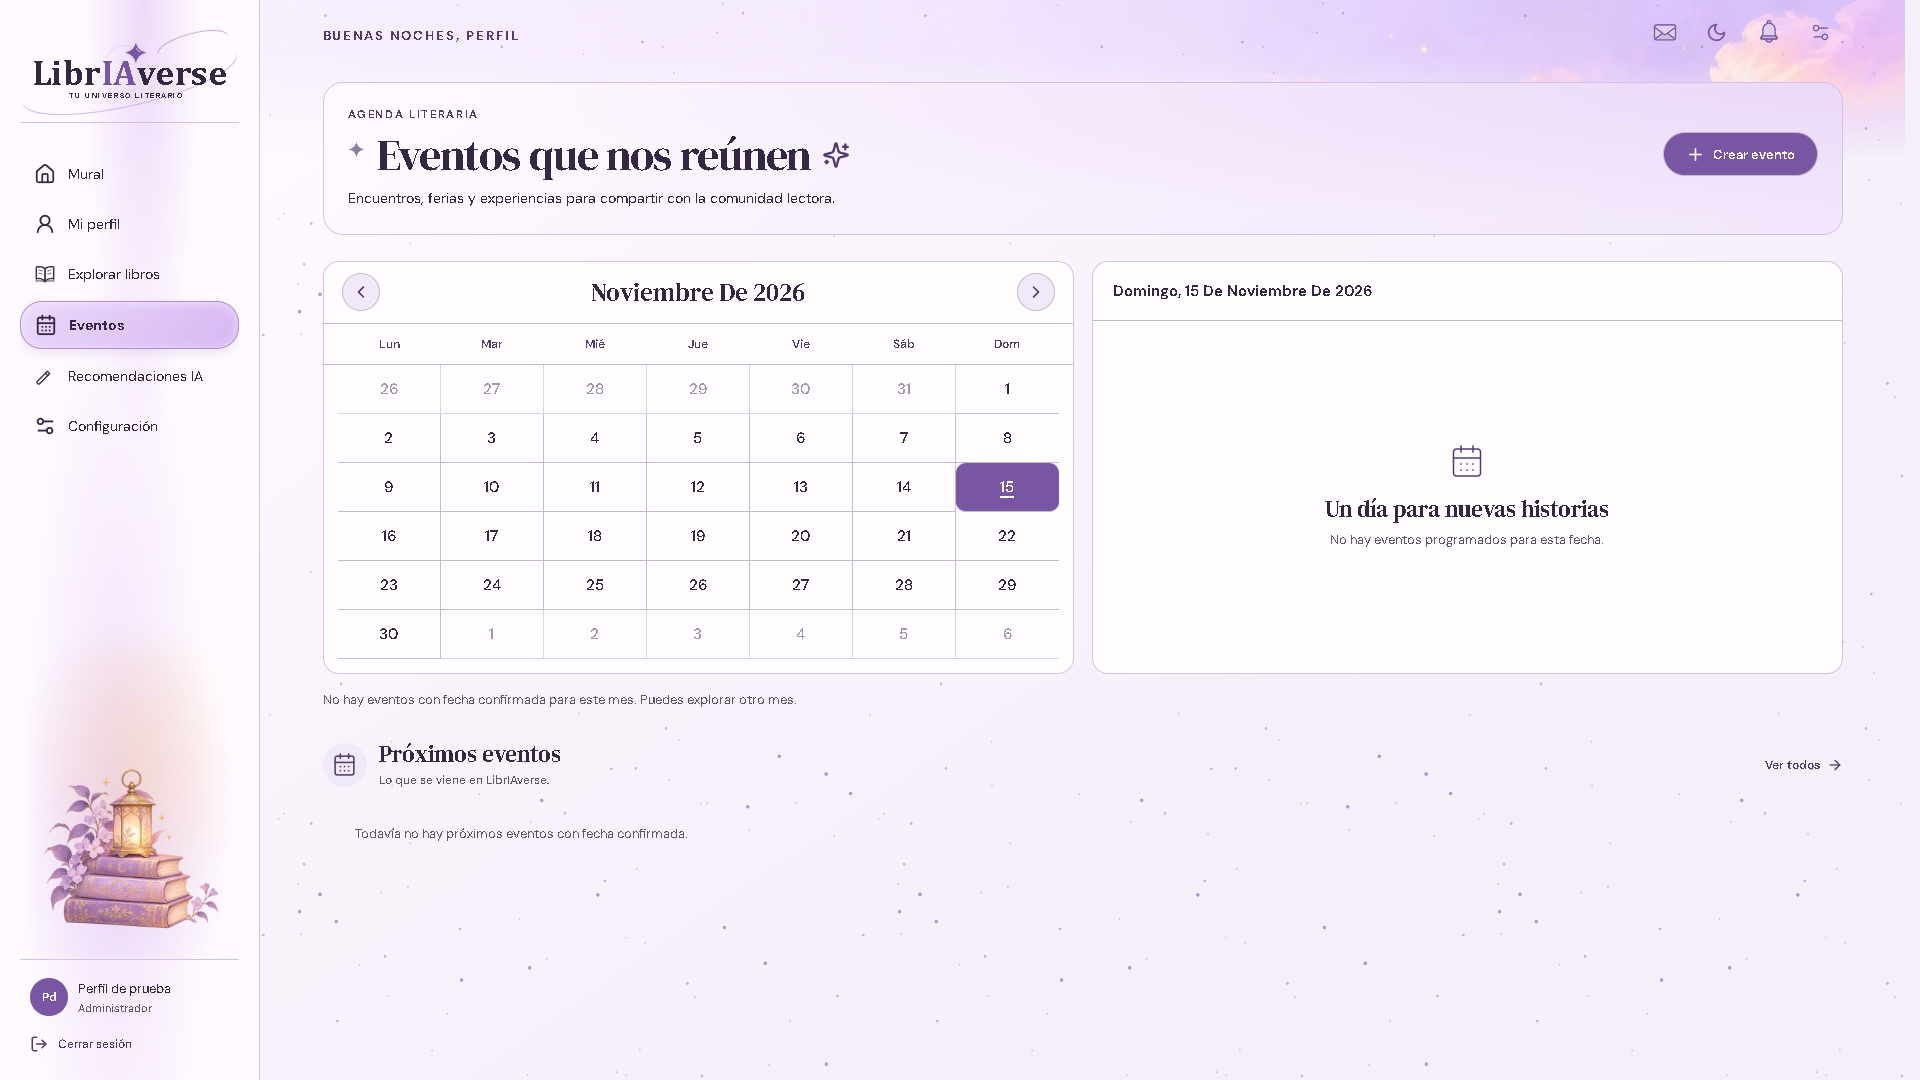 LibrIAverse
TU UNIVERSO LITERARIO
Mural
Mi perfil
Explorar libros
Eventos
Recomendaciones IA
Configuración
Pd
Perfil de prueba
Administrador
Cerrar sesión
BUENAS NOCHES, PERFIL
AGENDA LITERARIA
Eventos que nos reúnen
Encuentros, ferias y experiencias para compartir con la comunidad lectora.
Crear evento
Noviembre De 2026
Lun Mar Mié Jue Vie Sáb Dom
26 27 28 29 30 31 1
2 3 4 5 6 7 8
9 10 11 12 13 14 15
16 17 18 19 20 21 22
23 24 25 26 27 28 29
30 1 2 3 4 5 6
Domingo, 15 De Noviembre De 2026
Un día para nuevas historias
No hay eventos programados para esta fecha.
No hay eventos con fecha confirmada para este mes. Puedes explorar otro mes.
Próximos eventos
Lo que se viene en LibrIAverse.
Ver todos
Todavía no hay próximos eventos con fecha confirmada.